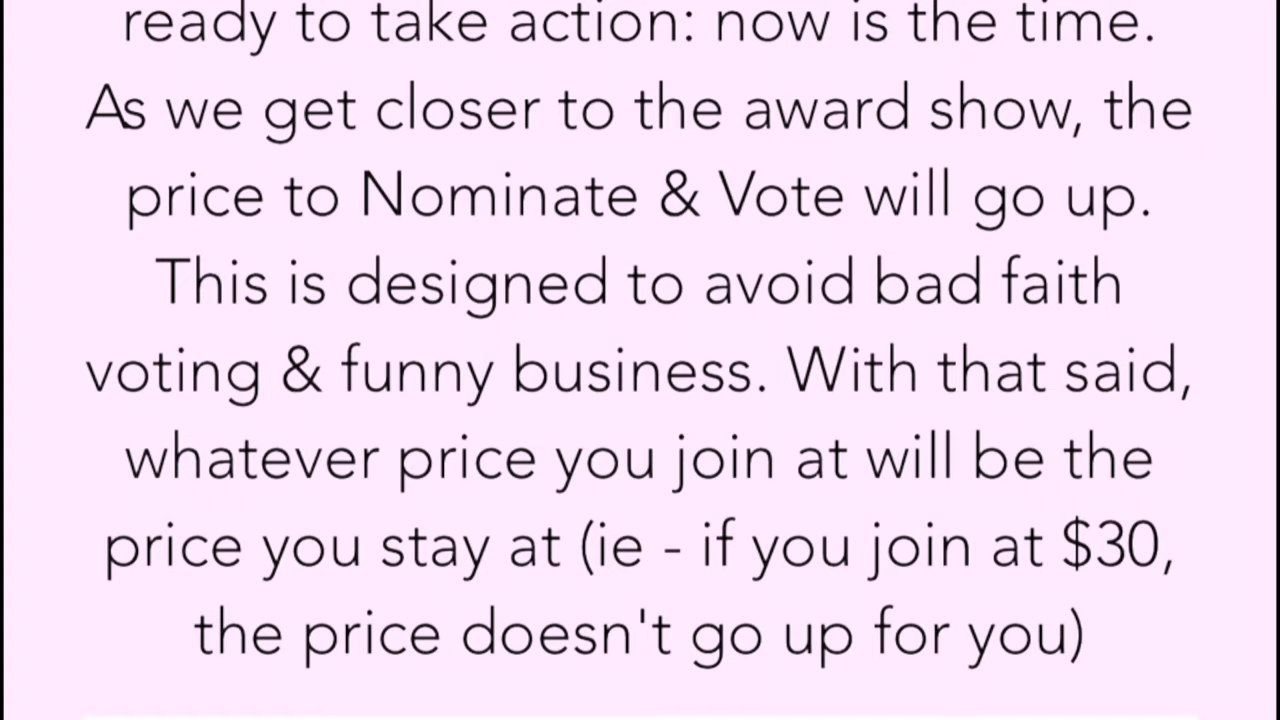 ready to take action: now is the time.
As we get closer to the award show, the
price to Nominate & Vote will go up.
This is designed to avoid bad faith
voting & funny business. With that said,
whatever price you join at will be the
price you stay at (ie - if you join at $30,
the price doesn't go up for you)